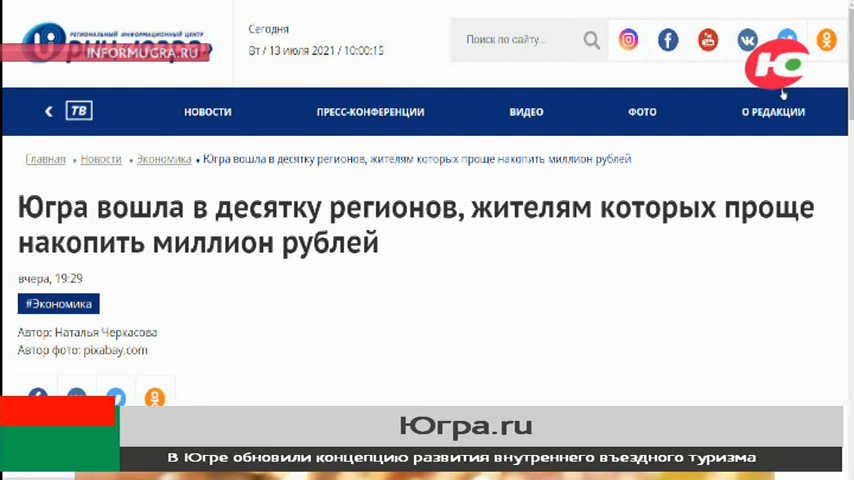 РЕГИОНАЛЬНЫЙ ИНФОРМАЦИОННЫЙ ЦЕНТР
INFORMUGRA.RU
Сегодня
Вт / 13 июля 2021 / 10:00:15
Поиск по сайту...
Ю
ТВ
НОВОСТИ
ПРЕСС-КОНФЕРЕНЦИИ
ВИДЕО
ФОТО
О РЕДАКЦИИ
Главная • Новости • Экономика • Югра вошла в десятку регионов, жителям которых проще накопить миллион рублей
Югра вошла в десятку регионов, жителям которых проще
накопить миллион рублей
вчера, 19:29
#Экономика
Автор: Наталья Черкасова
Автор фото: pixabay.com
Югра.ru
В Югре обновили концепцию развития внутреннего въездного туризма